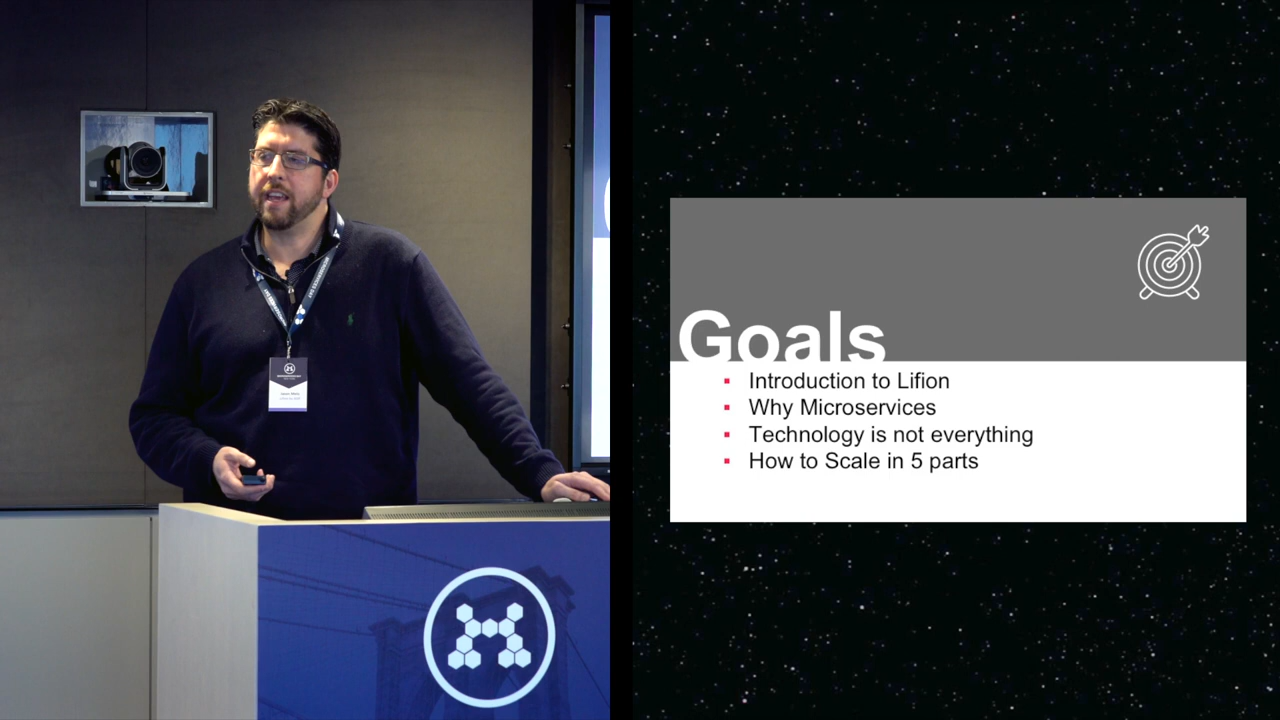 Goals
Introduction to Lifion
Why Microservices
Technology is not everything
How to Scale in 5 parts